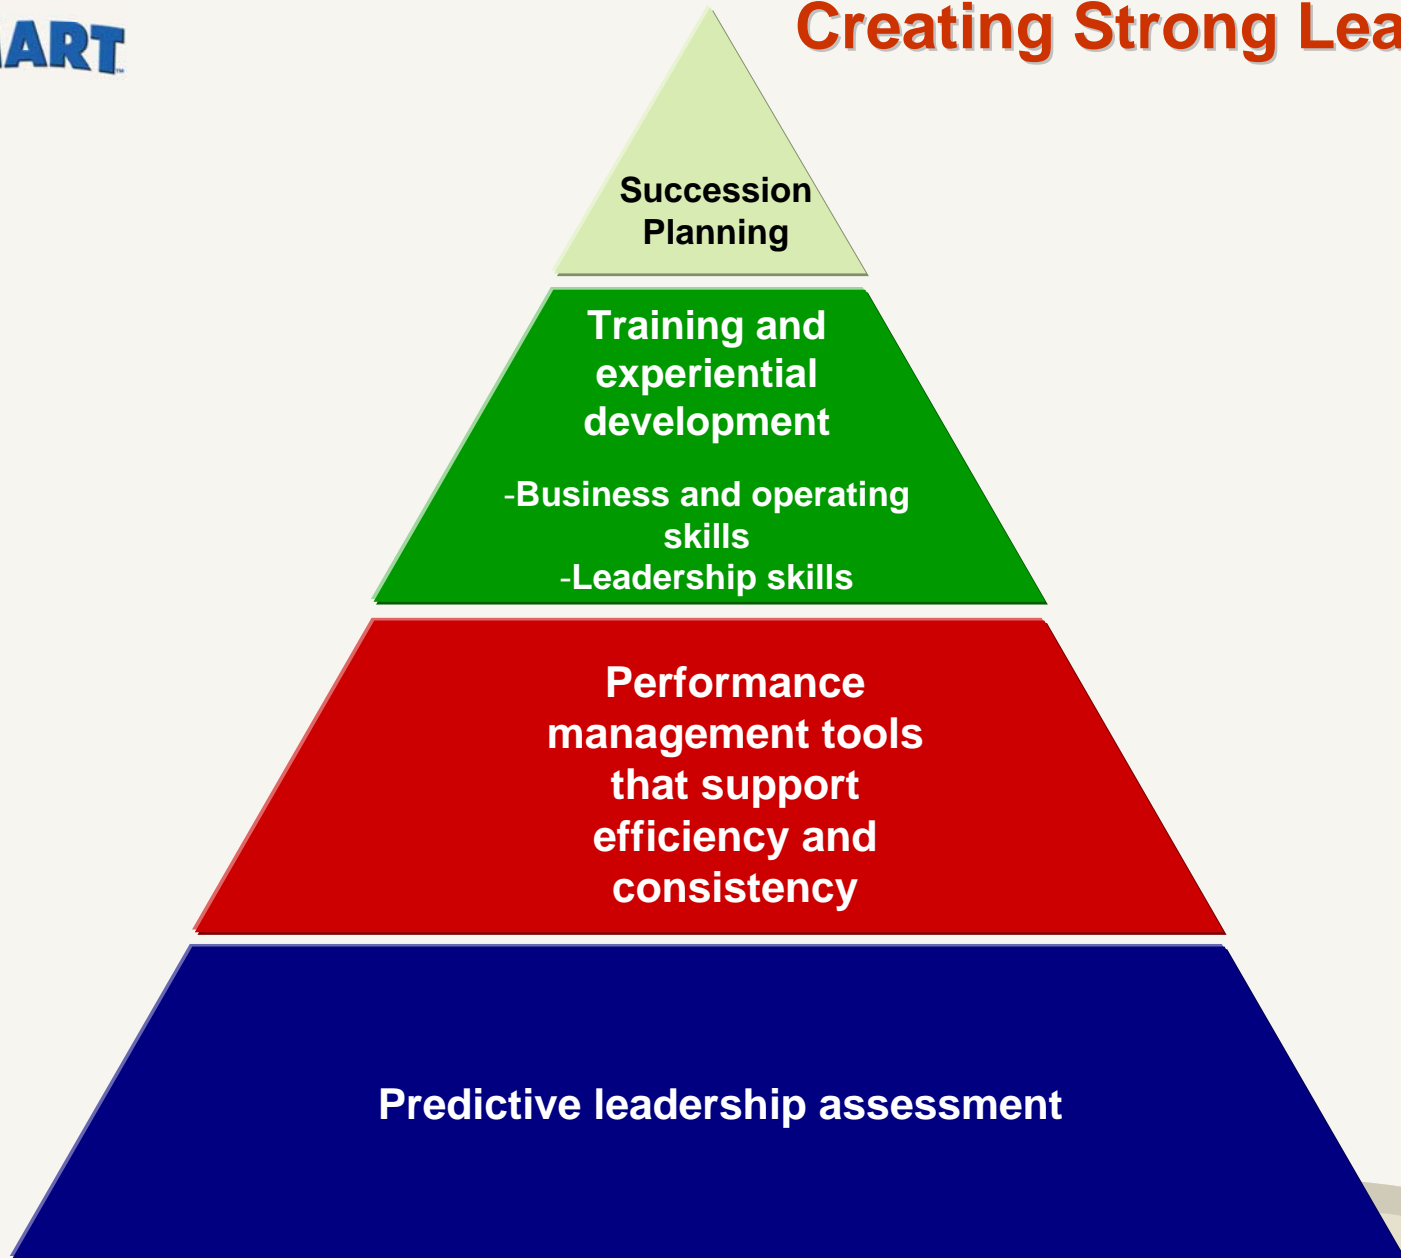 ART
Creating Strong Lea
Succession
Planning
Training and
experiential
development
-Business and operating
skills
-Leadership skills
Performance
management tools
that support
efficiency and
consistency
Predictive leadership assessment